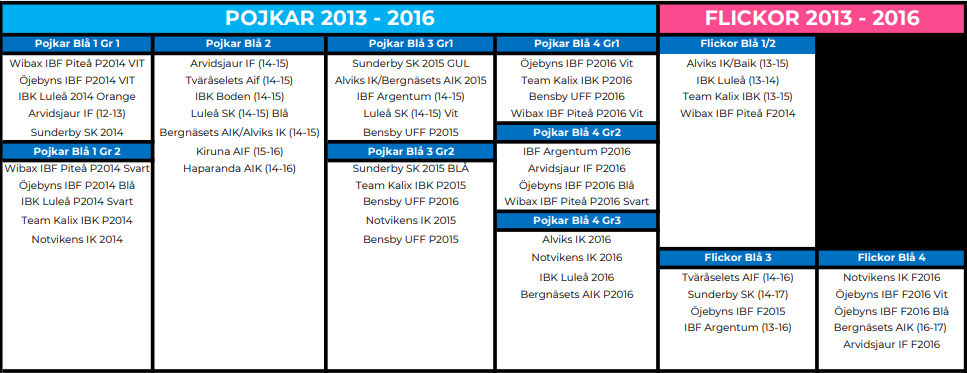 POJKAR 2013 - 2016
Pojkar Blå 1 Gr 1
Wibax IBF Piteå P2014 VIT
Öjebyns IBF P2014 VIT
IBK Luleå 2014 Orange
Arvidsjaur IF (12-13)
Sunderby SK 2014
Pojkar Blå 1 Gr 2
Wibax IBF Piteå P2014 Svart
Öjebyns IBF P2014 Blå
IBK Luleå P2014 Svart
Team Kalix IBK P2014
Notvikens IK 2014
Pojkar Blå 2
Arvidsjaur IF (14-15)
Tväråselets Aif (14-15)
IBK Boden (14-15)
Luleå SK (14-15) Blå
Bergnäsets AIK/Alviks IK (14-15)
Kiruna AIF (15-16)
Haparanda AIK (14-16)
Pojkar Blå 3 Gr1
Sunderby SK 2015 GUL
Alviks IK/Bergnäsets AIK 2015
IBF Argentum (14-15)
Luleå SK (14-15) Vit
Bensby UFF P2015
Pojkar Blå 3 Gr2
Sunderby SK 2015 BLÅ
Team Kalix IBK P2015
Bensby UFF P2016
Notvikens IK 2015
Bensby UFF P2015
Pojkar Blå 4 Gr1
Öjebyns IBF P2016 Vit
Team Kalix IBK P2016
Bensby UFF P2016
Wibax IBF Piteå P2016 Vit
Pojkar Blå 4 Gr2
IBF Argentum P2016
Arvidsjaur IF P2016
Öjebyns IBF P2016 Blå
Wibax IBF Piteå P2016 Svart
Pojkar Blå 4 Gr3
Alviks IK 2016
Notvikens IK 2016
IBK Luleå 2016
Bergnäsets AIK P2016
FLICKOR 2013 - 2016
Flickor Blå 1/2
Alviks IK/Baik (13-15)
IBK Luleå (13-14)
Team Kalix IBK (13-15)
Wibax IBF Piteå F2014
Flickor Blå 3
Tväråselets AIF (14-16)
Sunderby SK (14-17)
Öjebyns IBF F2015
IBF Argentum (13-16)
Flickor Blå 4
Notvikens IK F2016
Öjebyns IBF F2016 Vit
Öjebyns IBF F2016 Blå
Bergnäsets AIK (16-17)
Arvidsjaur IF F2016